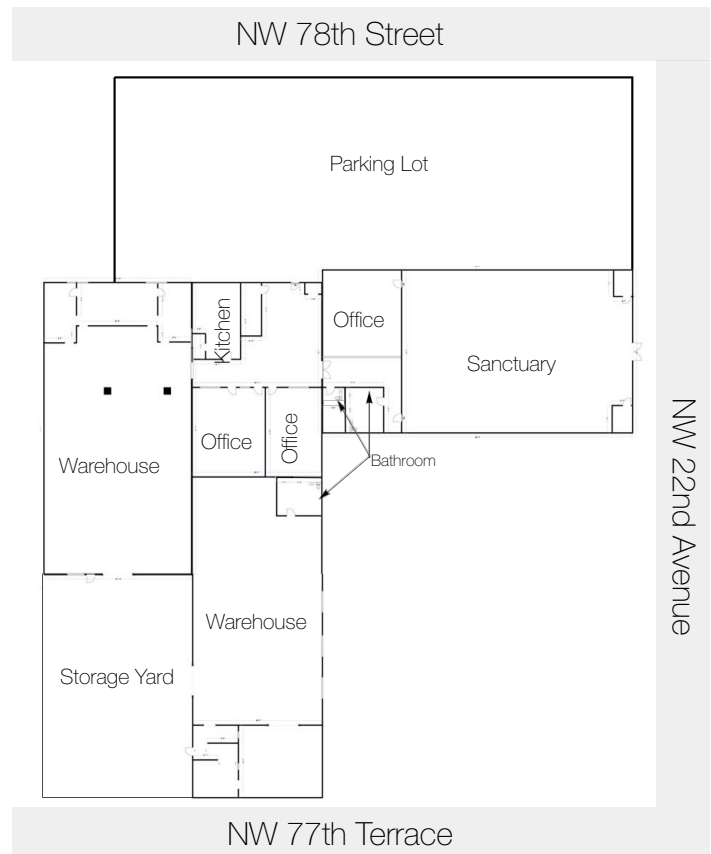 NW 78th Street
Parking Lot
Kitchen
Office
Sanctuary
Office
Office
Bathroom
Warehouse
NW 22nd Avenue
Warehouse
Storage Yard
NW 77th Terrace